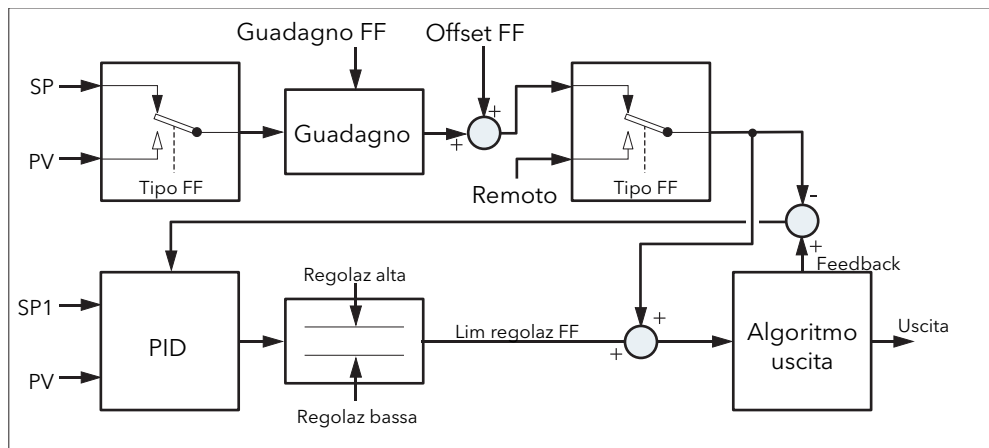 Guadagno FF
Offset FF
SP
PV
Tipo FF
Guadagno
+
+
Remoto
Tipo FF
-
+
Feedback
SP1
PV
PID
Regolaz alta
Regolaz bassa
Lim regolaz FF
+
+
Algoritmo
uscita
Uscita